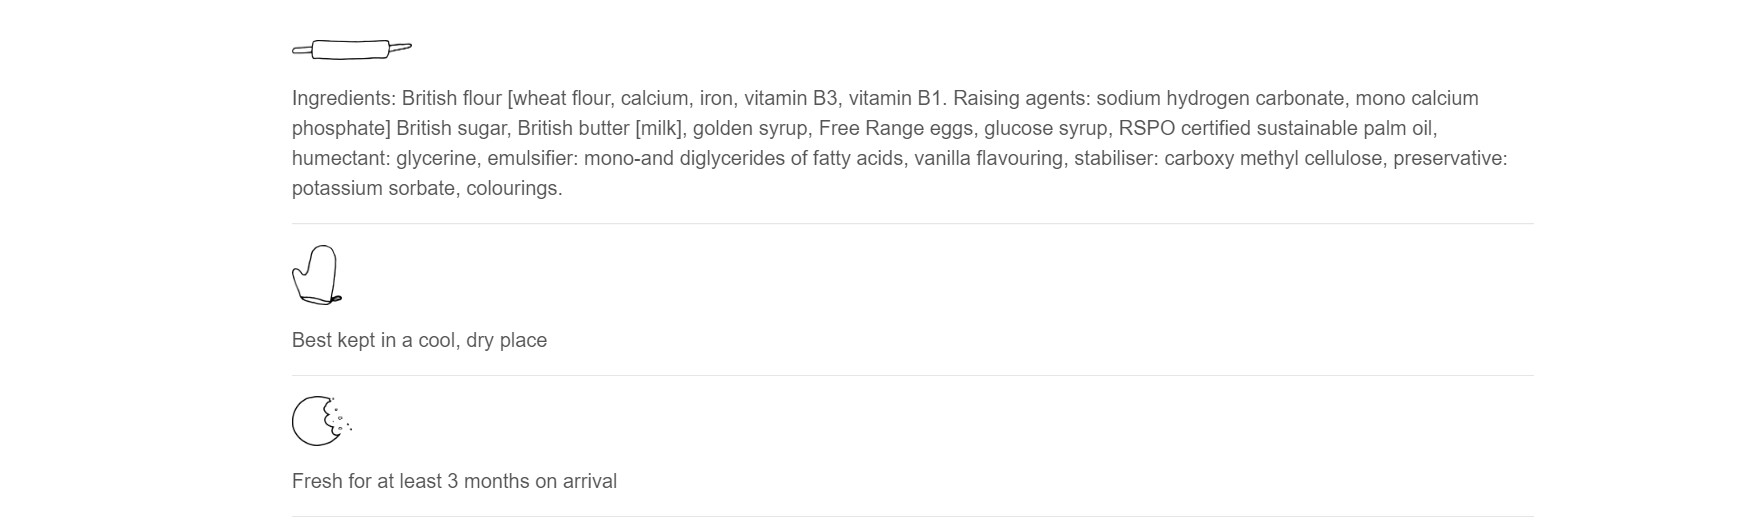 Ingredients: British flour [wheat flour, calcium, iron, vitamin B3, vitamin B1. Raising agents: sodium hydrogen carbonate, mono calcium
phosphate] British sugar, British butter [milk], golden syrup, Free Range eggs, glucose syrup, RSPO certified sustainable palm oil,
humectant: glycerine, emulsifier: mono-and diglycerides of fatty acids, vanilla flavouring, stabiliser: carboxy methyl cellulose, preservative:
potassium sorbate, colourings.
Best kept in a cool, dry place
Fresh for at least 3 months on arrival